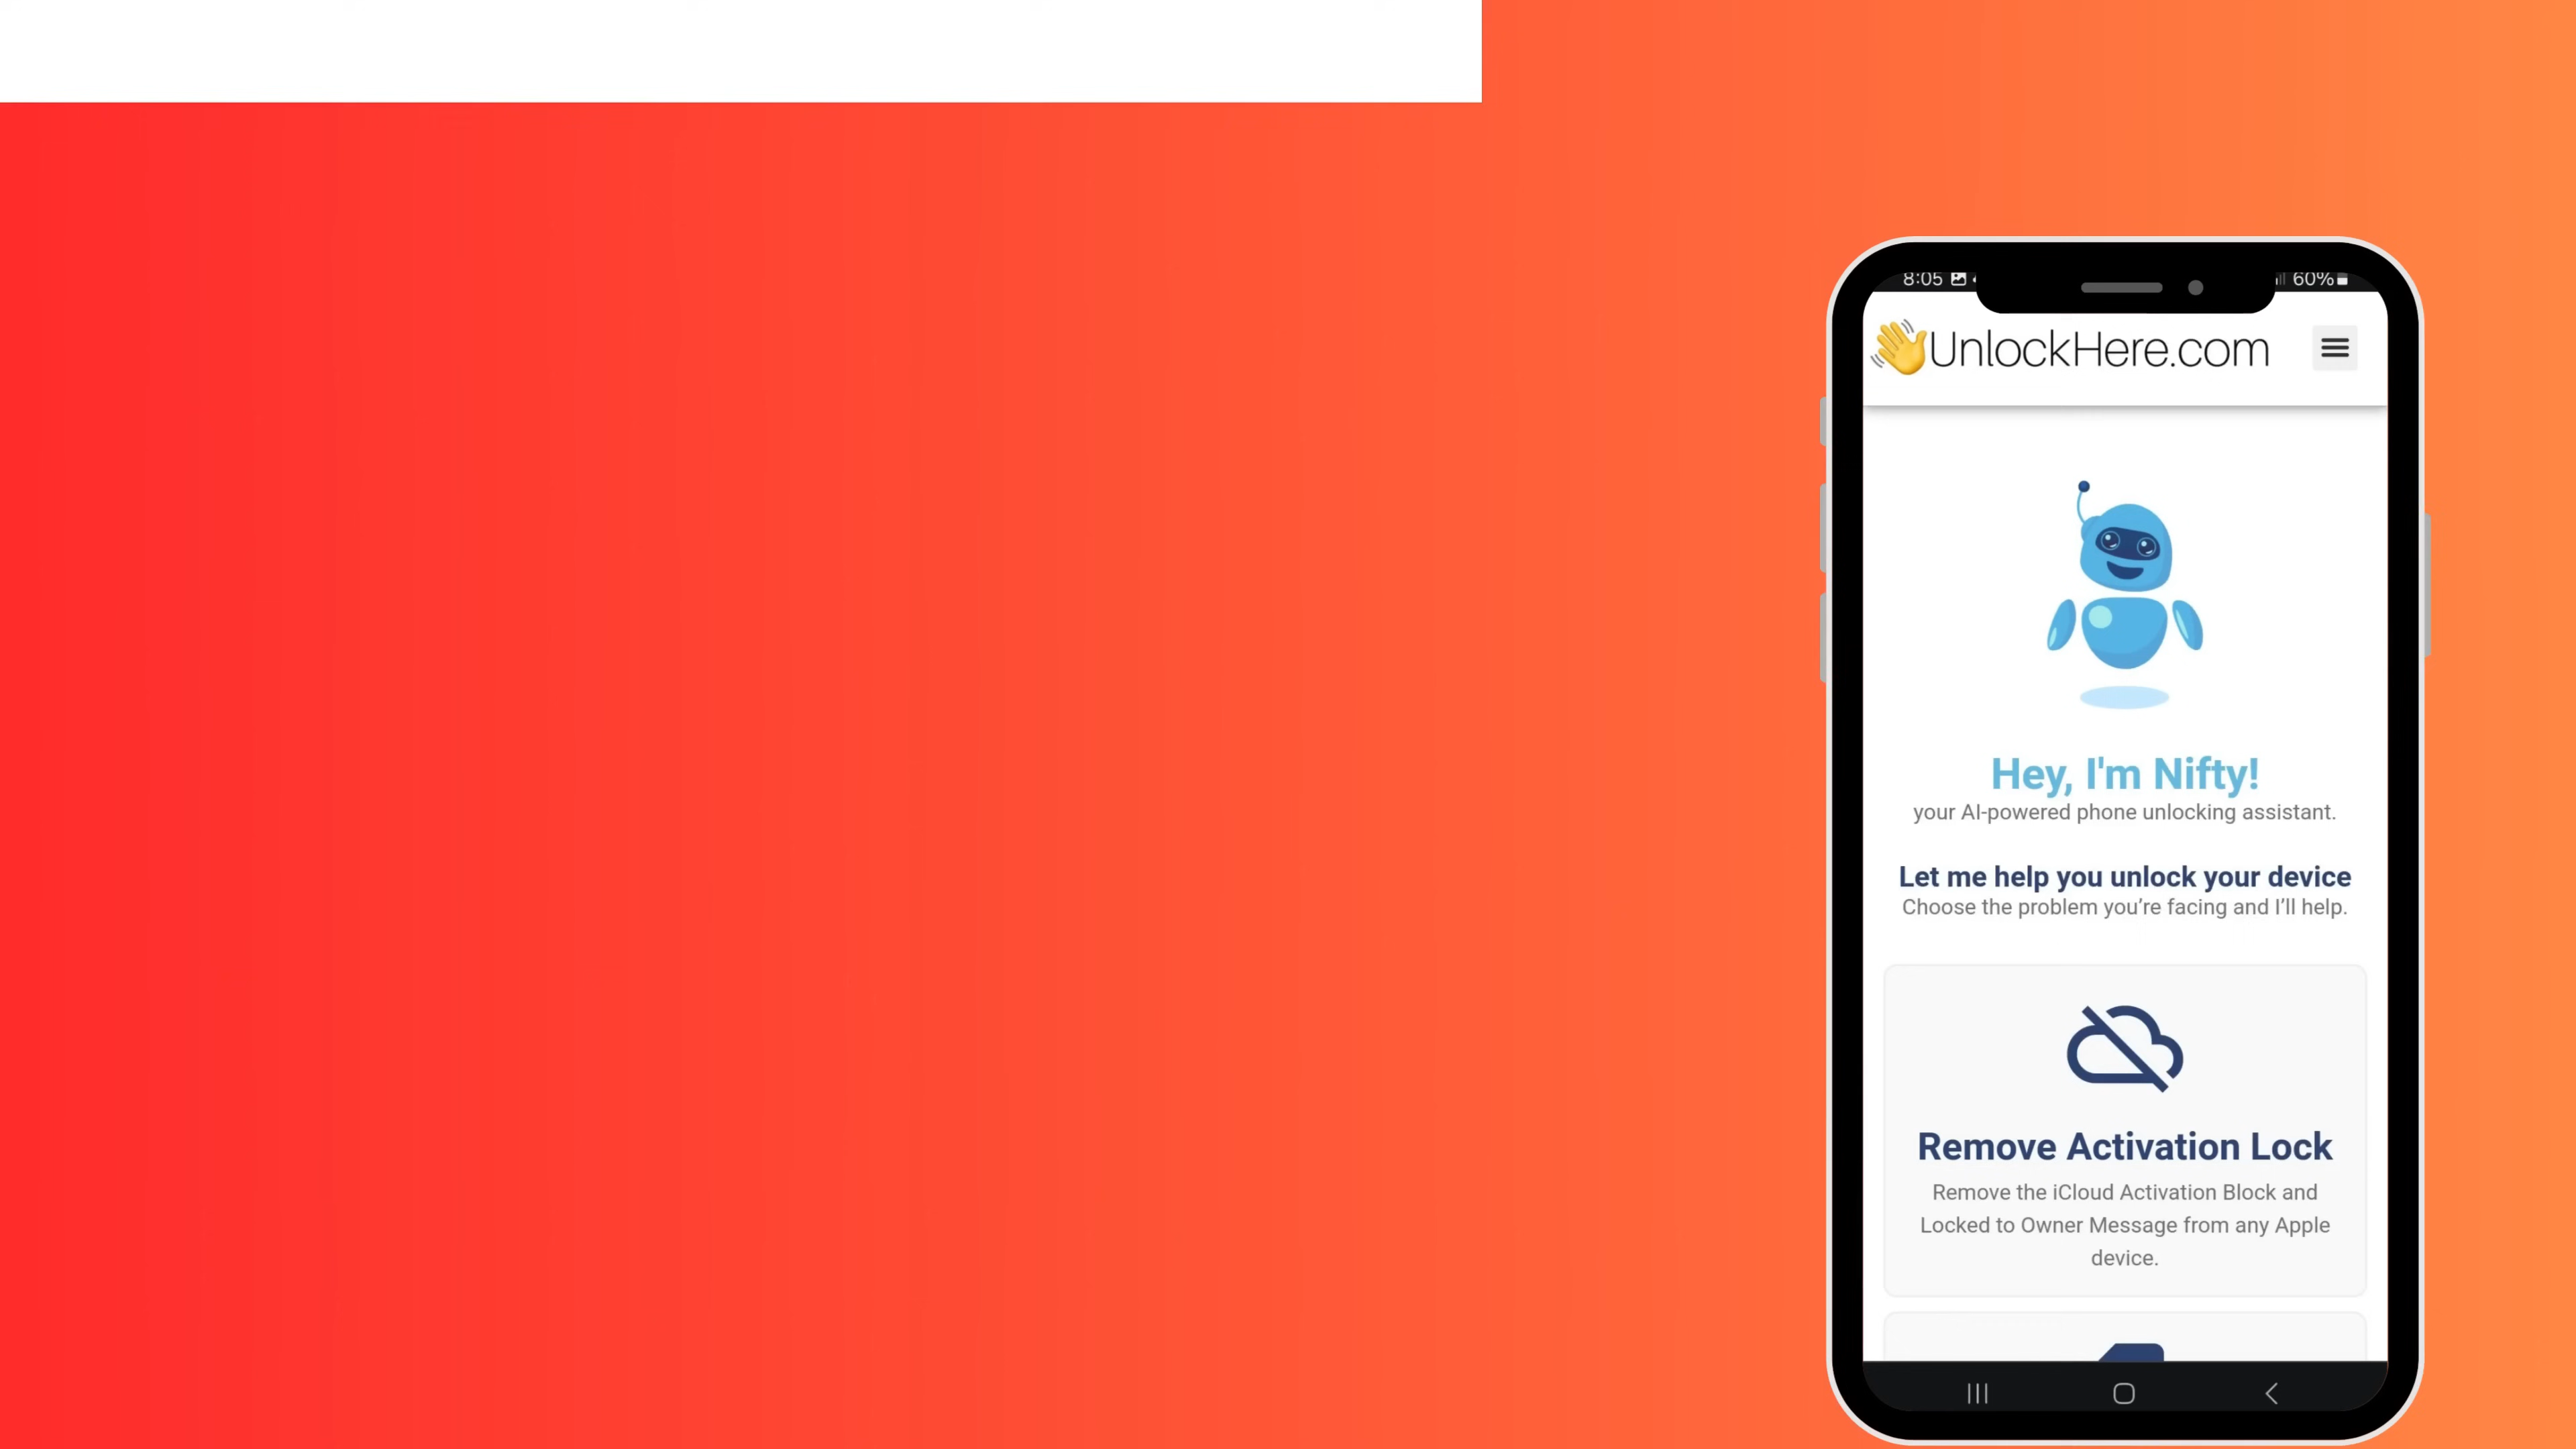 8:05
60%
UnlockHere.com
Hey, I'm Nifty!
your AI-powered phone unlocking assistant.
Let me help you unlock your device
Choose the problem you’re facing and I’ll help.
Remove Activation Lock
Remove the iCloud Activation Block and
Locked to Owner Message from any Apple
device.